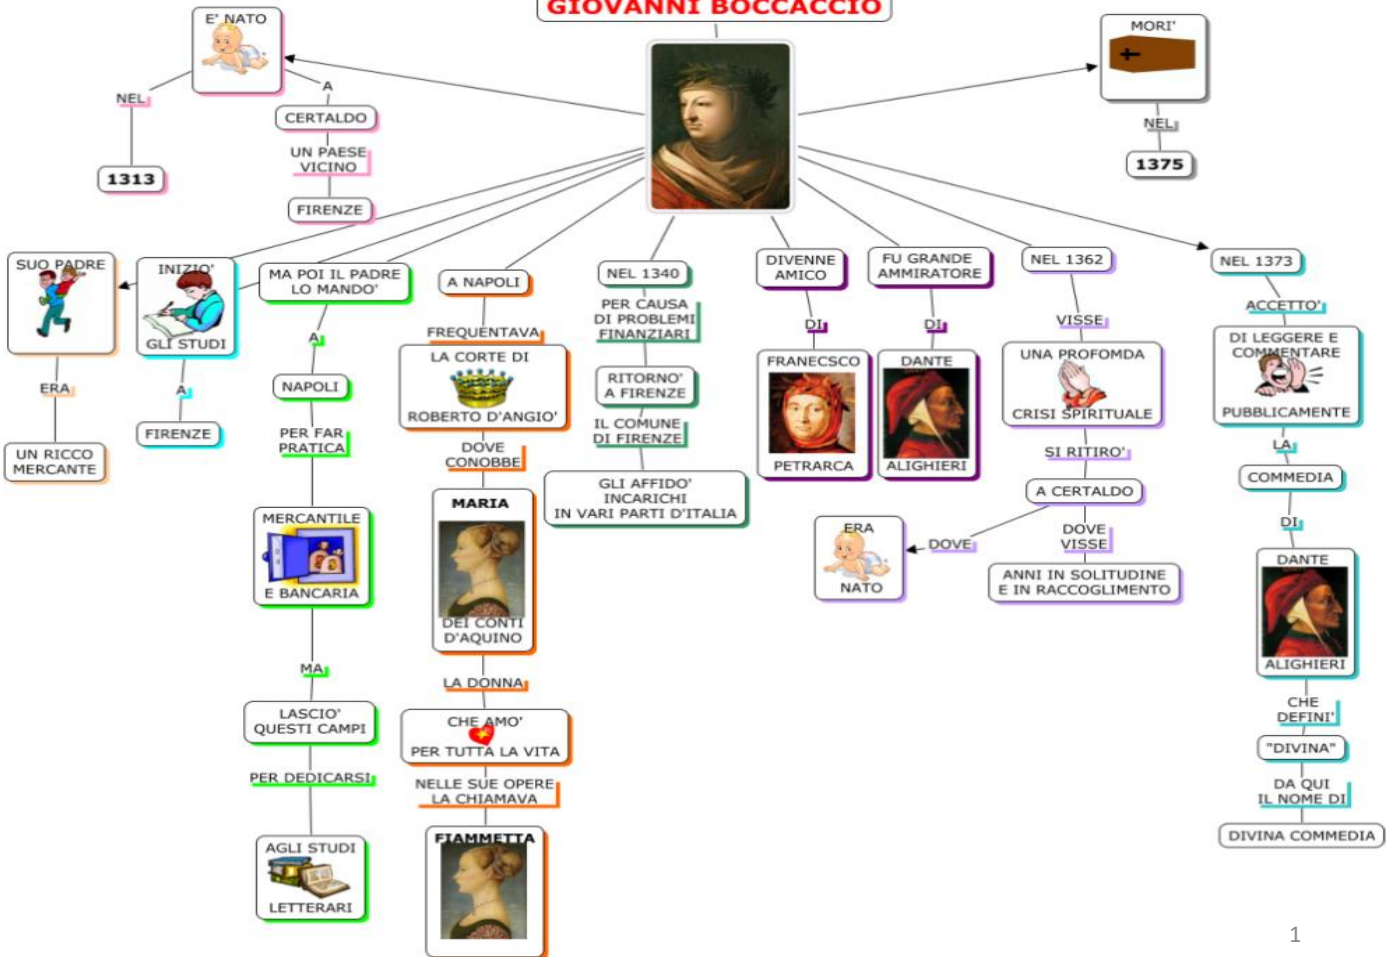 GIOVANNI BOCCACCIO
E' NATO
NEL
1313
A
CERTALDO
UN PAESE
VICINO
FIRENZE
MORI'
NEL
1375
SUO PADRE
ERA
UN RICCO
MERCANTE
INIZIO'
GLI STUDI
A
FIRENZE
MA POI IL PADRE
LO MANDO'
A
NAPOLI
PER FAR
PRATICA
MERCANTILE
E BANCARIA
MA
LASCIO'
QUESTI CAMPI
PER DEDICARSI
AGLI STUDI
LETTERARI
A NAPOLI
FREQUENTAVA
LA CORTE DI
ROBERTO D'ANGIO'
DOVE
CONOBBE
MARIA
DEI CONTI
D'AQUINO
LA DONNA
CHE AMO'
PER TUTTA LA VITA
NELLE SUE OPERE
LA CHIAMAVA
FIAMMETTA
NEL 1340
PER CAUSA
DI PROBLEMI
FINANZIARI
RITORNO'
A FIRENZE
IL COMUNE
DI FIRENZE
GLI AFFIDO'
INCARICHI
IN VARI PARTI D'ITALIA
DIVENNE
AMICO
DI
FRANECSCO
PETRARCA
FU GRANDE
AMMIRATORE
DI
DANTE
ALIGHIERI
NEL 1362
VISSE
UNA PROFOMDA
CRISI SPIRITUALE
SI RITIRO'
A CERTALDO
DOVE
ERA
NATO
DOVE
VISSE
ANNI IN SOLITUDINE
E IN RACCOGLIMENTO
NEL 1373
ACCETTO'
DI LEGGERE E
COMMENTARE
PUBBLICAMENTE
LA
COMMEDIA
DI
DANTE
ALIGHIERI
CHE
DEFINI'
"DIVINA"
DA QUI
IL NOME DI
DIVINA COMMEDIA
1